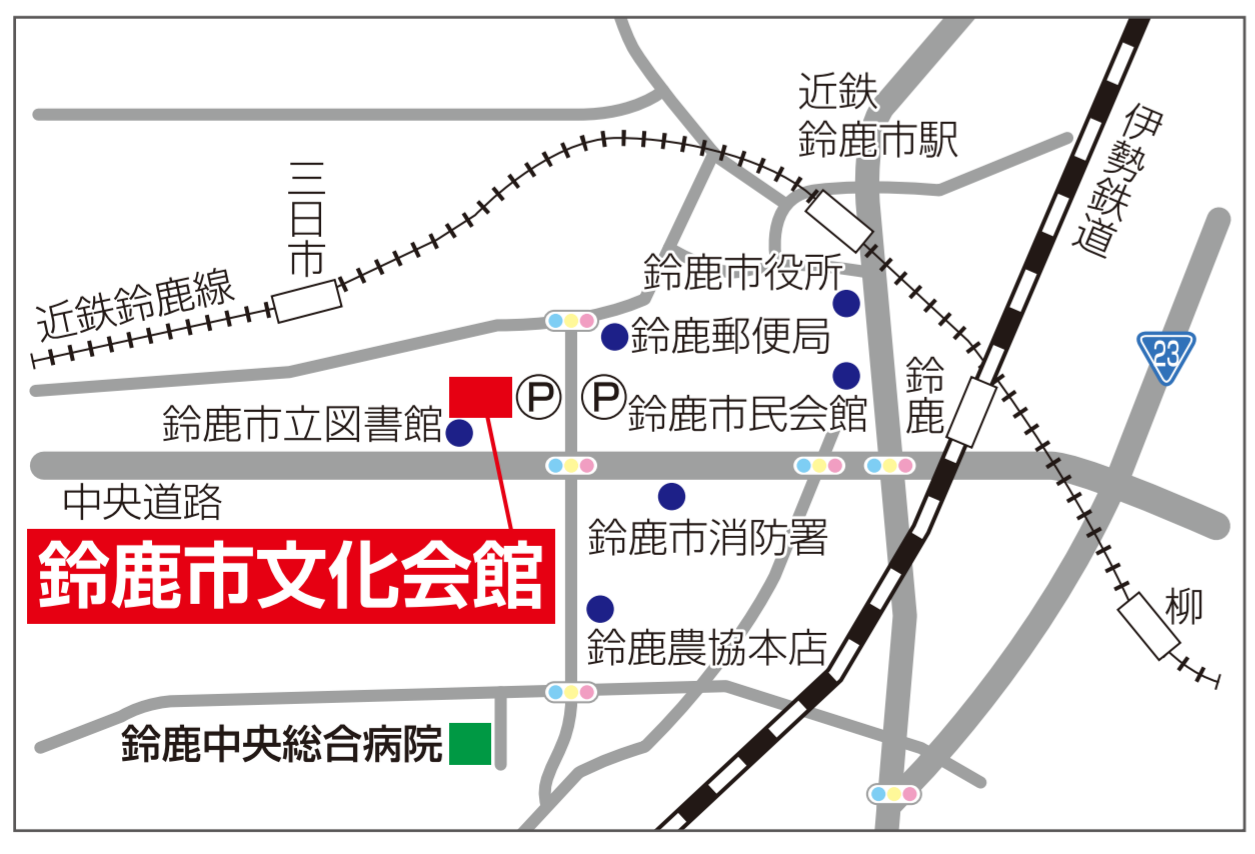 近鉄
鈴鹿市駅
伊勢鉄道
三日市
近鉄鈴鹿線
鈴鹿市役所
鈴鹿郵便局
23
鈴鹿
P
P
鈴鹿市民会館
鈴鹿市立図書館
中央道路
鈴鹿市消防署
鈴鹿市文化会館
柳
鈴鹿農協本店
鈴鹿中央総合病院